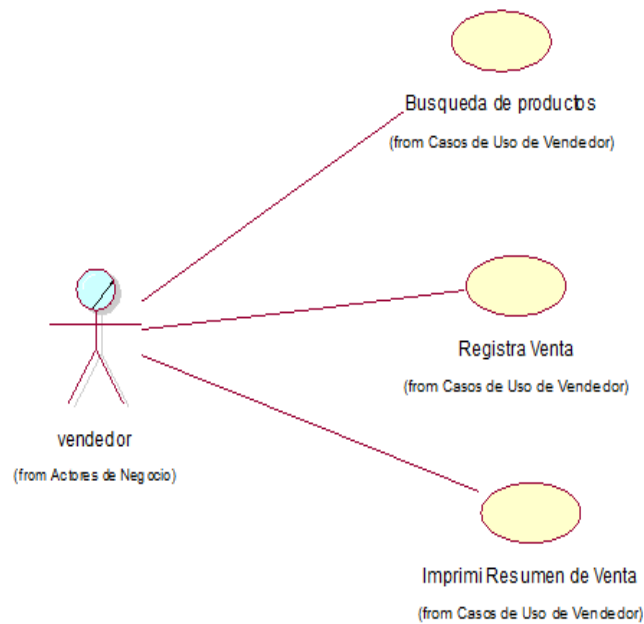 Busqueda de productos
(from Casos de Uso de Vendedor)
Registra Venta
(from Casos de Uso de Vendedor)
vendedor
(from Actores de Negocio)
Imprimi Resumen de Venta
(from Casos de Uso de Vendedor)